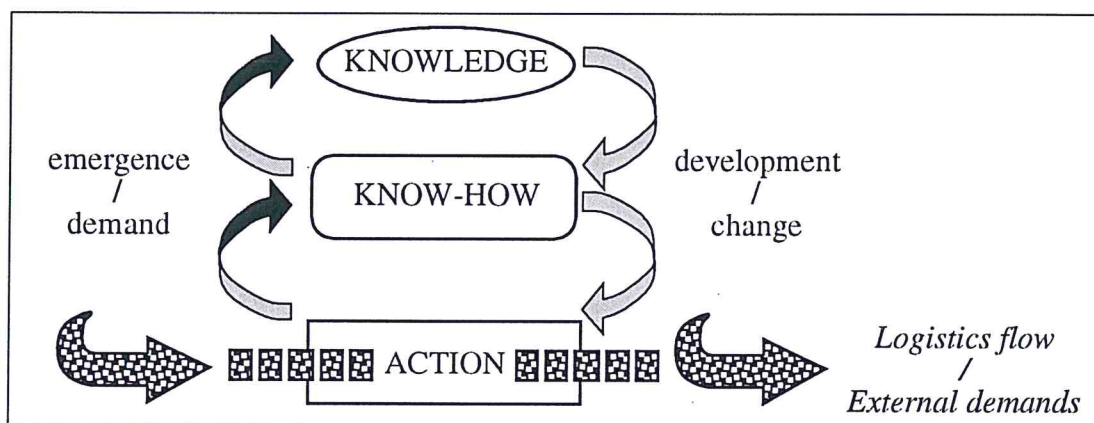 KNOWLEDGE
emergence
/
demand
KNOW-HOW
development
/
change
ACTION
Logistics flow
/
External demands